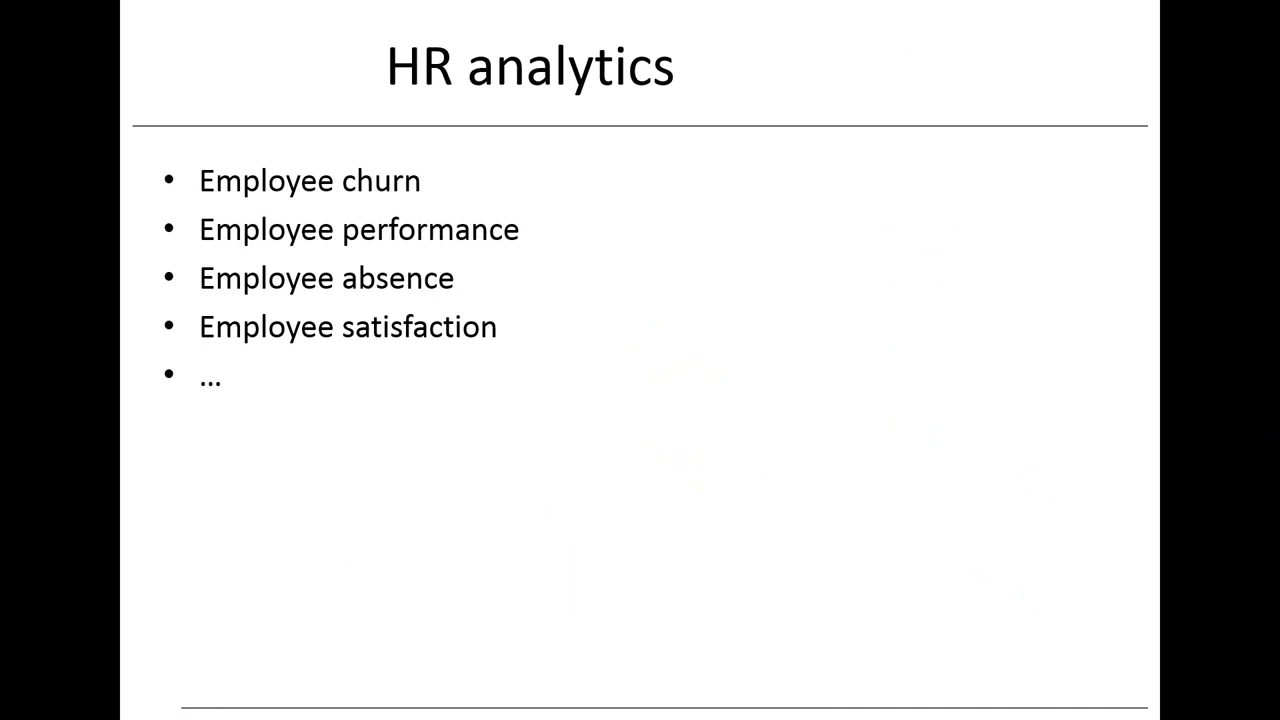 HR analytics
• Employee churn
• Employee performance
• Employee absence
• Employee satisfaction
• ...